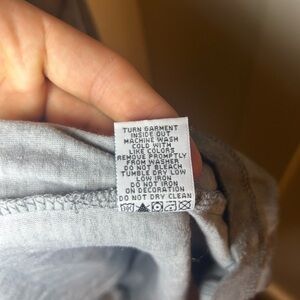 TURN GARMENT
INSIDE OUT
MACHINE WASH
COLD WITH
LIKE COLORS
REMOVE PROMPTLY
FROM WASHER
DO NOT BLEACH
TUMBLE DRY LOW
LOW IRON
DO NOT IRON
ON DECORATION
DO NOT DRY CLEAN